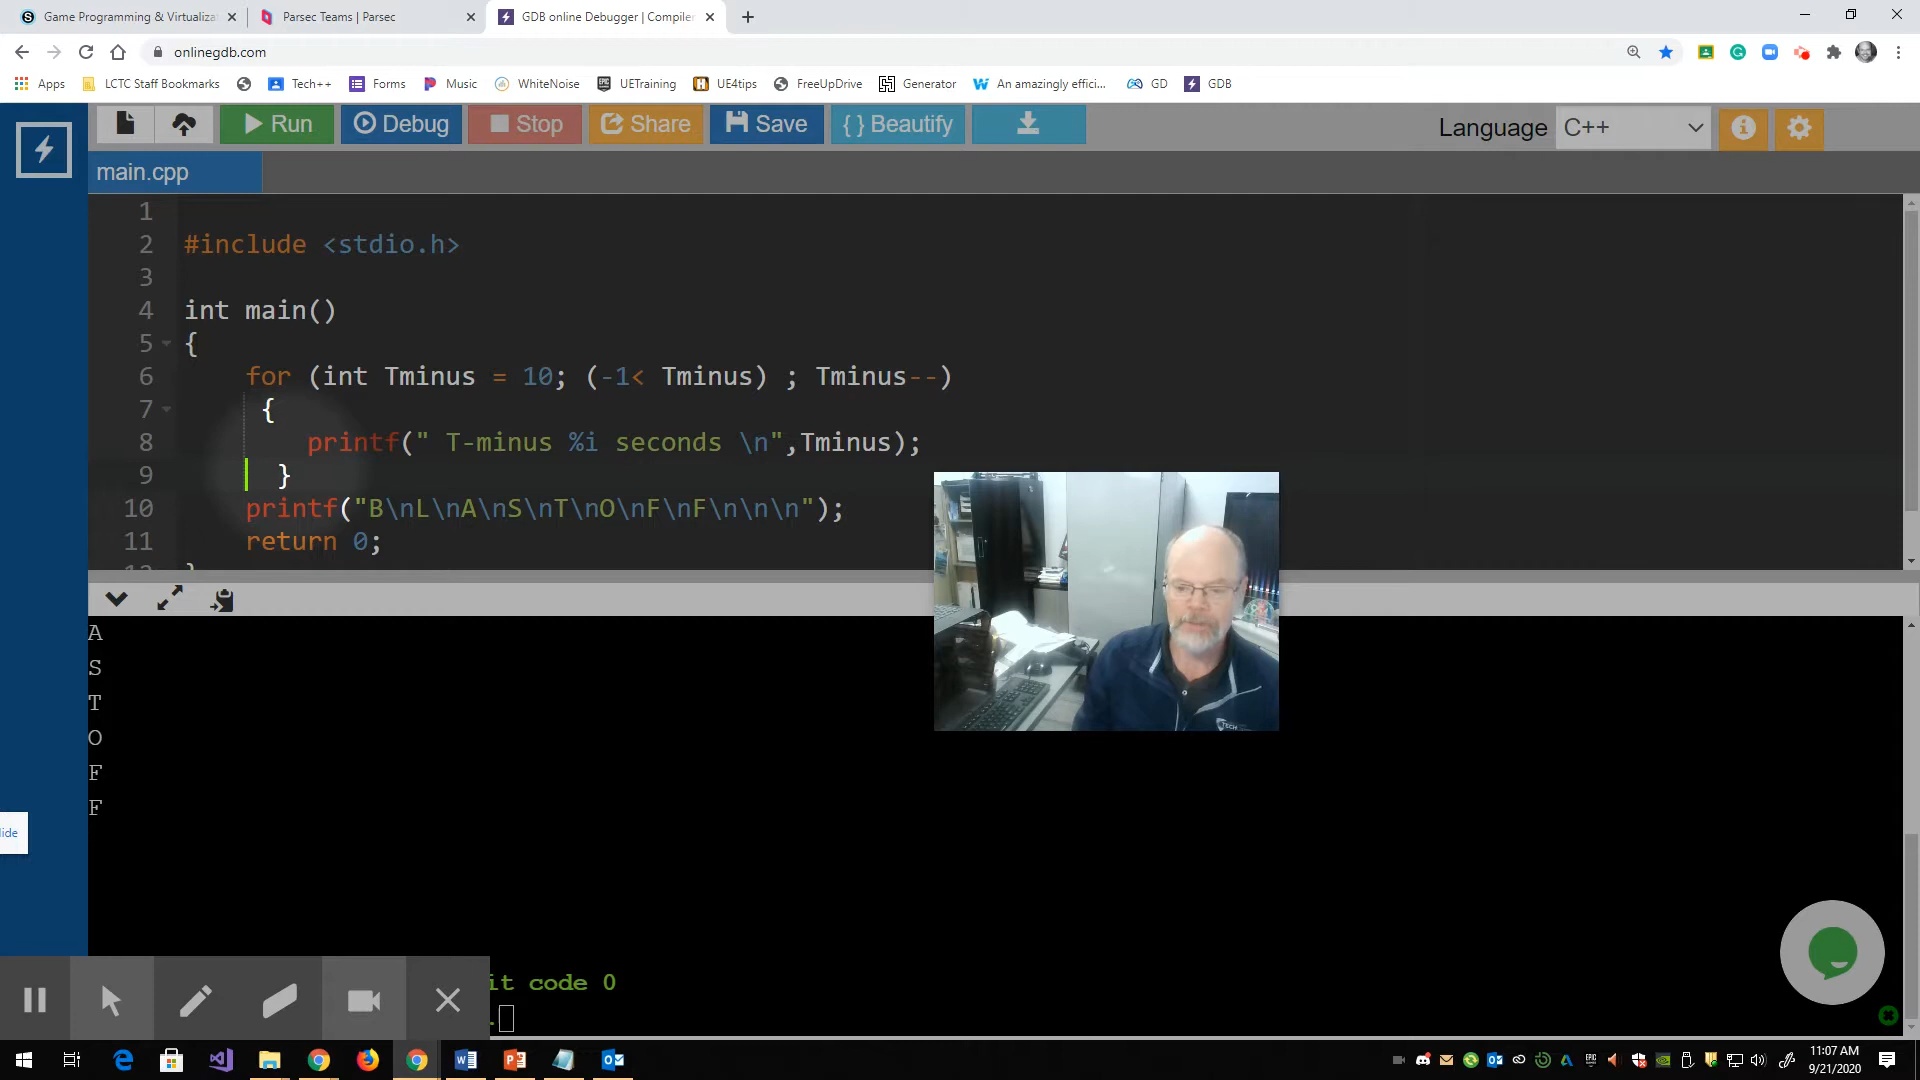 Game Programming & Virtualiza
Parsec Teams | Parsec
GDB online Debugger | Compiler
onlinegdb.com
Apps
LCTC Staff Bookmarks
Tech++
Forms
Music
WhiteNoise
UETraining
UE4tips
FreeUpDrive
Generator
An amazingly effici...
GD
GDB
Run
Debug
Stop
Share
Save
{ } Beautify
Language
C++
main.cpp
1
2 #include <stdio.h>
3
4 int main()
5 {
6 for (int Tminus = 10; (-1< Tminus) ; Tminus--)
7 {
8 printf(" T-minus %i seconds \n",Tminus);
9 }
10 printf("B\nL\nA\nS\nT\nO\nF\nF\n\n\n");
11 return 0;
A
S
T
O
F
F
lide
it code 0
.
TECH
11:07 AM
9/21/2020